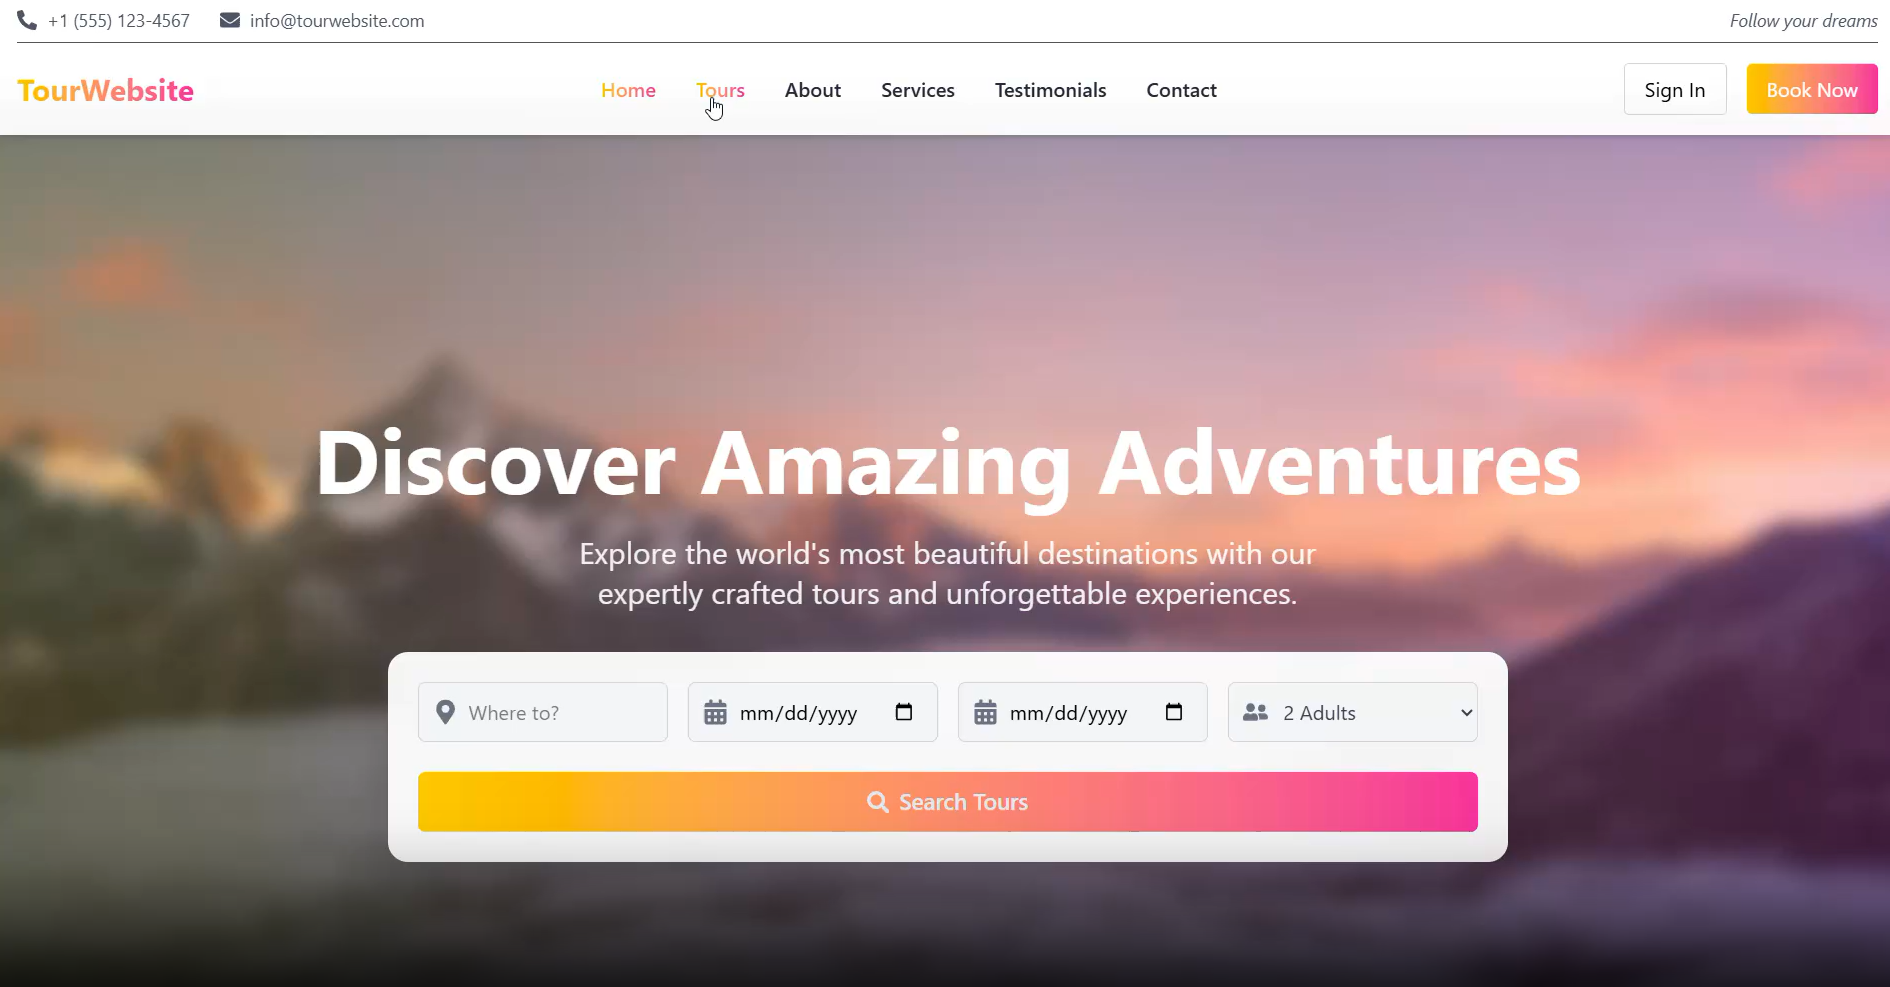 +1 (555) 123-4567 info@tourwebsite.com Follow your dreams
TourWebsite Home Tours About Services Testimonials Contact Sign In Book Now
Discover Amazing Adventures
Explore the world's most beautiful destinations with our
expertly crafted tours and unforgettable experiences.
Where to? mm/dd/yyyy mm/dd/yyyy 2 Adults
Search Tours